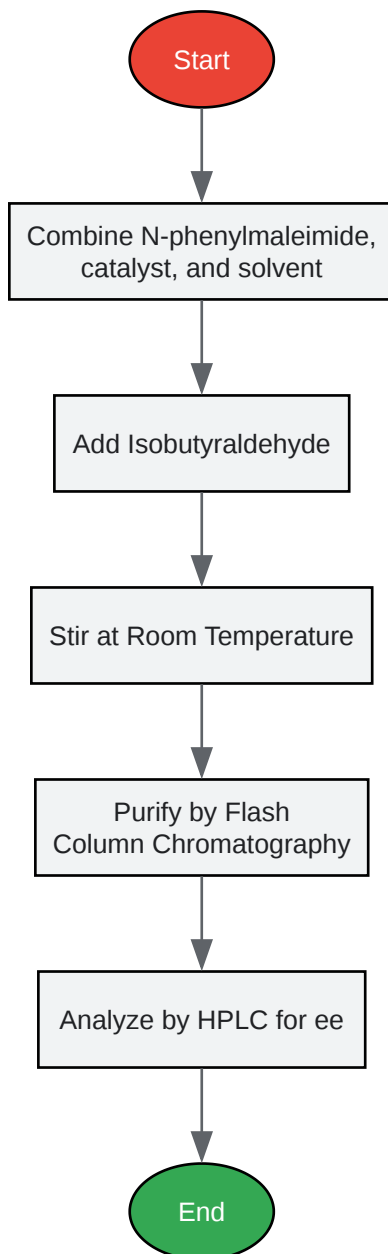 Start
Combine N-phenylmaleimide,
catalyst, and solvent
Add Isobutyraldehyde
Stir at Room Temperature
Purify by Flash
Column Chromatography
Analyze by HPLC for ee
End